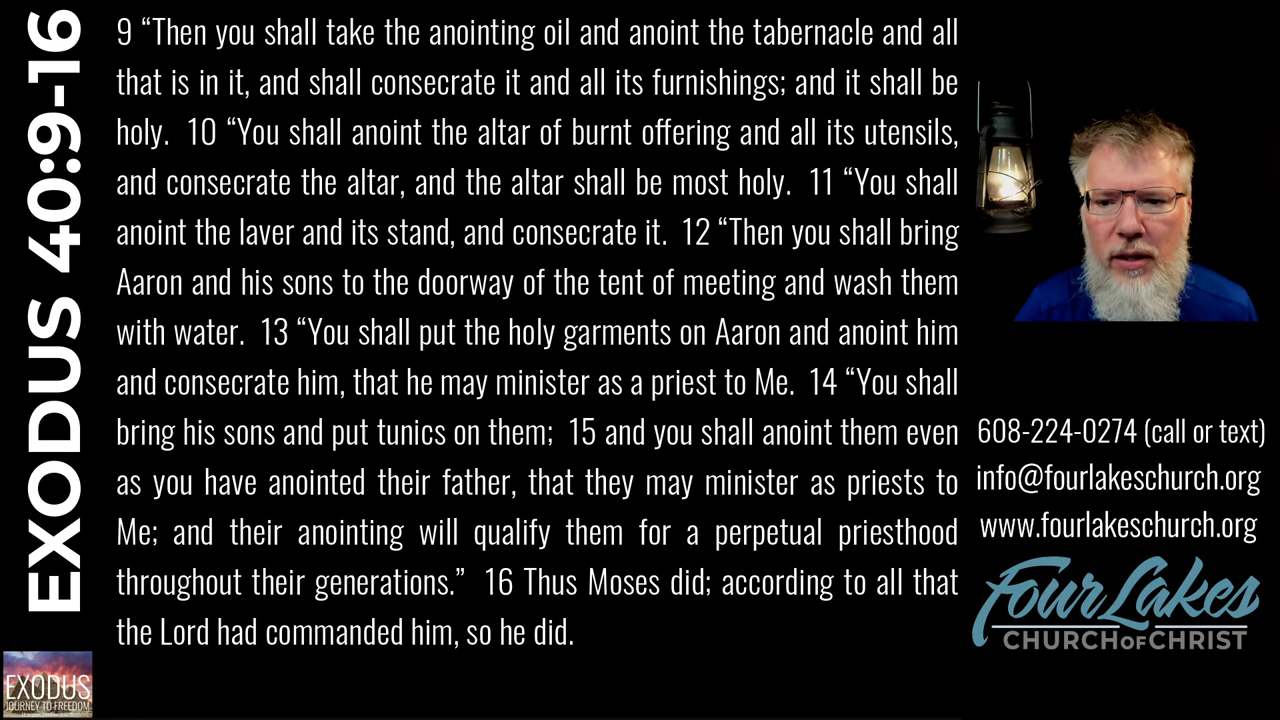 EXODUS 40:9-16
9 “Then you shall take the anointing oil and anoint the tabernacle and all
that is in it, and shall consecrate it and all its furnishings; and it shall be
holy. 10 “You shall anoint the altar of burnt offering and all its utensils,
and consecrate the altar, and the altar shall be most holy. 11 “You shall
anoint the laver and its stand, and consecrate it. 12 “Then you shall bring
Aaron and his sons to the doorway of the tent of meeting and wash them
with water. 13 “You shall put the holy garments on Aaron and anoint him
and consecrate him, that he may minister as a priest to Me. 14 “You shall
bring his sons and put tunics on them; 15 and you shall anoint them even
as you have anointed their father, that they may minister as priests to
Me; and their anointing will qualify them for a perpetual priesthood
throughout their generations.” 16 Thus Moses did; according to all that
the Lord had commanded him, so he did.
608-224-0274 (call or text)
info@fourlakeschurch.org
www.fourlakeschurch.org
Four Lakes
CHURCH OF CHRIST
EXODUS
JOURNEY TO FREEDOM